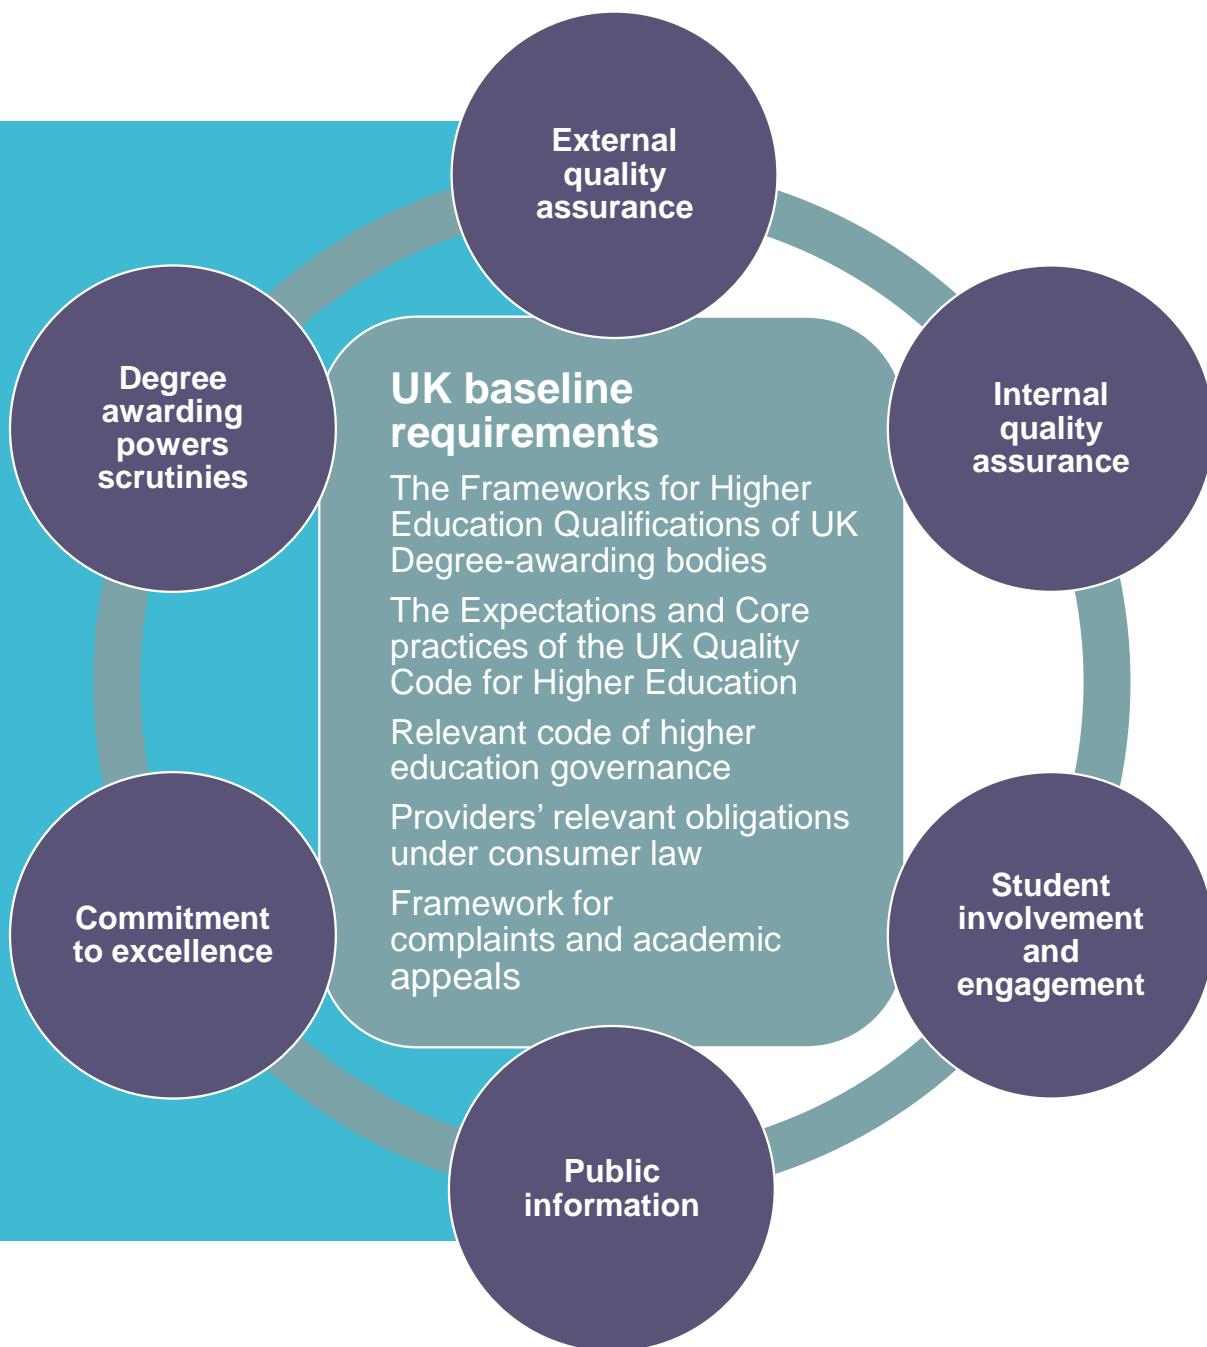 External
quality
assurance
Degree
awarding
powers
scrutinies
Internal
quality
assurance
UK baseline
requirements
The Frameworks for Higher
Education Qualifications of UK
Degree-awarding bodies
The Expectations and Core
practices of the UK Quality
Code for Higher Education
Relevant code of higher
education governance
Providers’ relevant obligations
under consumer law
Framework for
complaints and academic
appeals
Commitment
to excellence
Student
involvement
and
engagement
Public
information